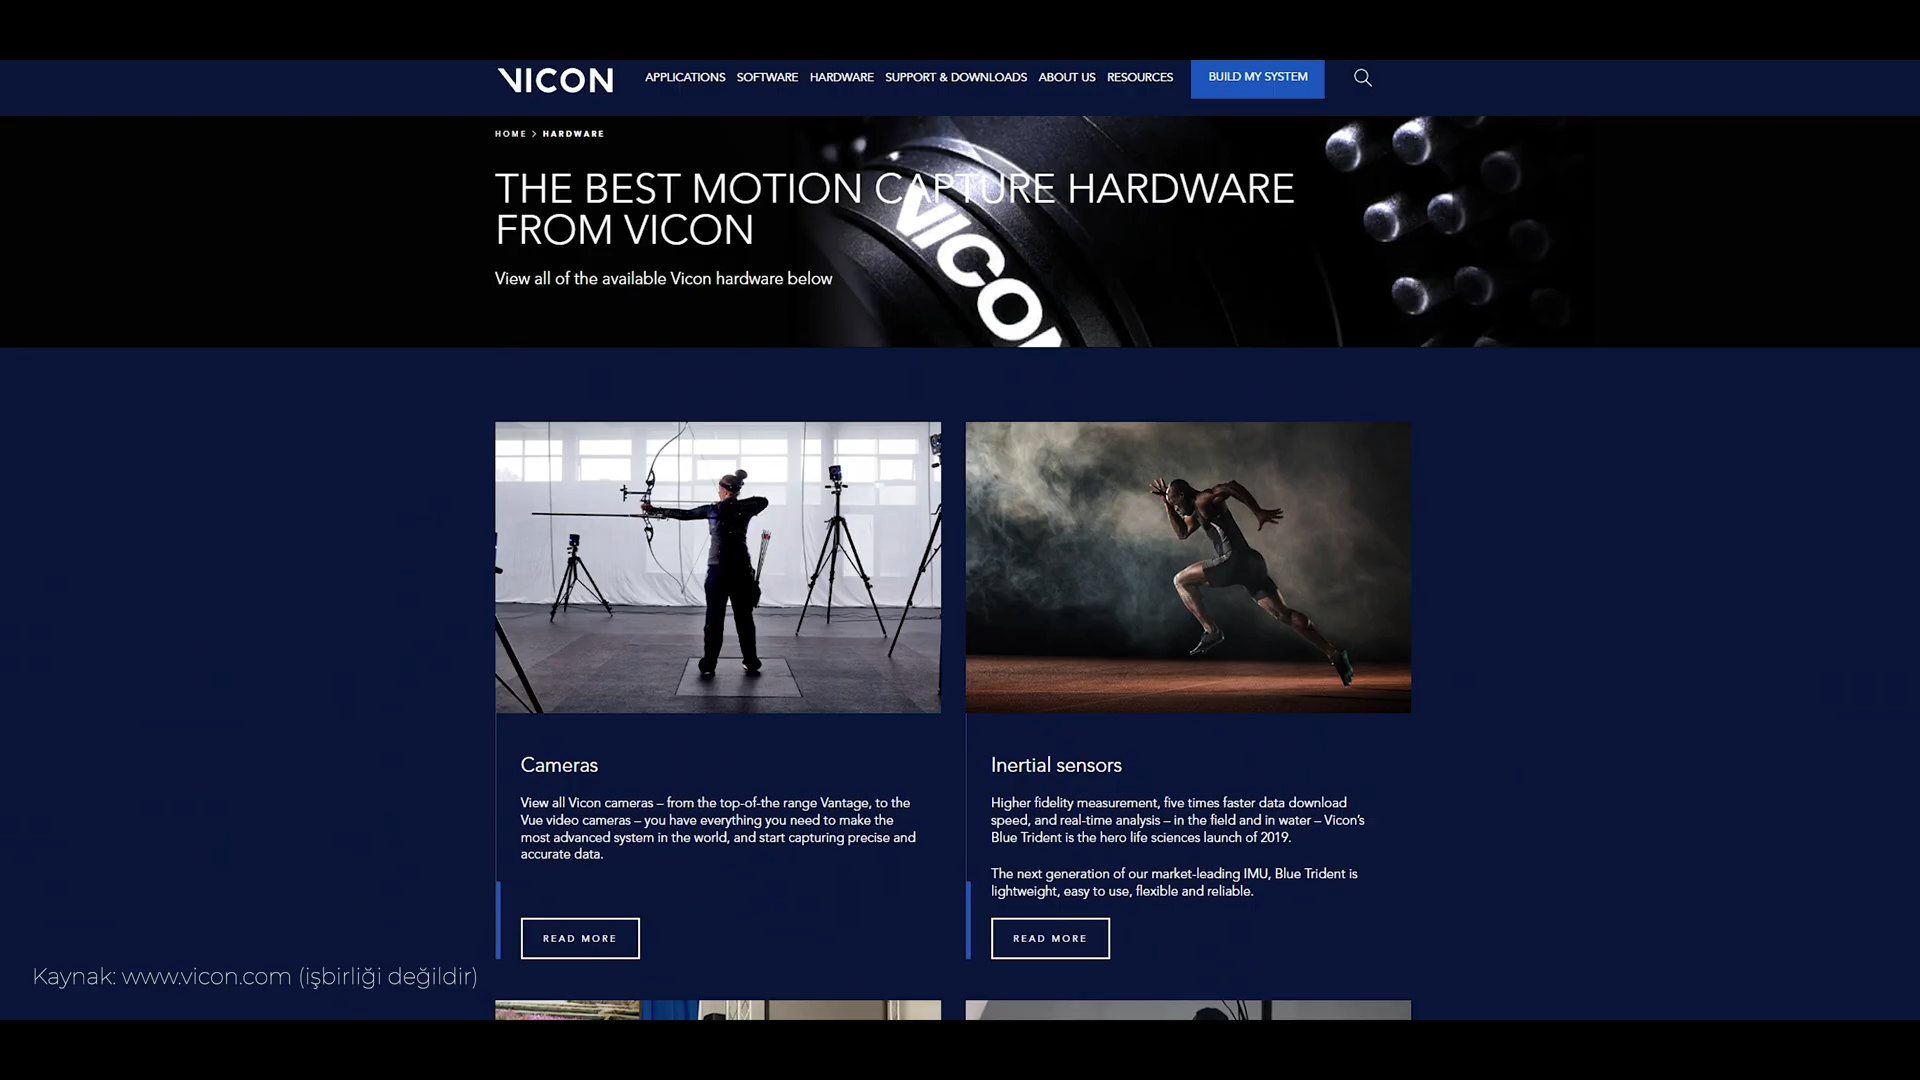 VICON
APPLICATIONS SOFTWARE HARDWARE SUPPORT & DOWNLOADS ABOUT US RESOURCES BUILD MY SYSTEM
HOME > HARDWARE
THE BEST MOTION CAPTURE HARDWARE
FROM VICON
View all of the available Vicon hardware below
VICON
Cameras
View all Vicon cameras – from the top-of-the range Vantage, to the
Vue video cameras – you have everything you need to make the
most advanced system in the world, and start capturing precise and
accurate data.
READ MORE
Inertial sensors
Higher fidelity measurement, five times faster data download
speed, and real-time analysis – in the field and in water – Vicon’s
Blue Trident is the hero life sciences launch of 2019.
The next generation of our market-leading IMU, Blue Trident is
lightweight, easy to use, flexible and reliable.
READ MORE
Kaynak: www.vicon.com (işbirliği değildir)